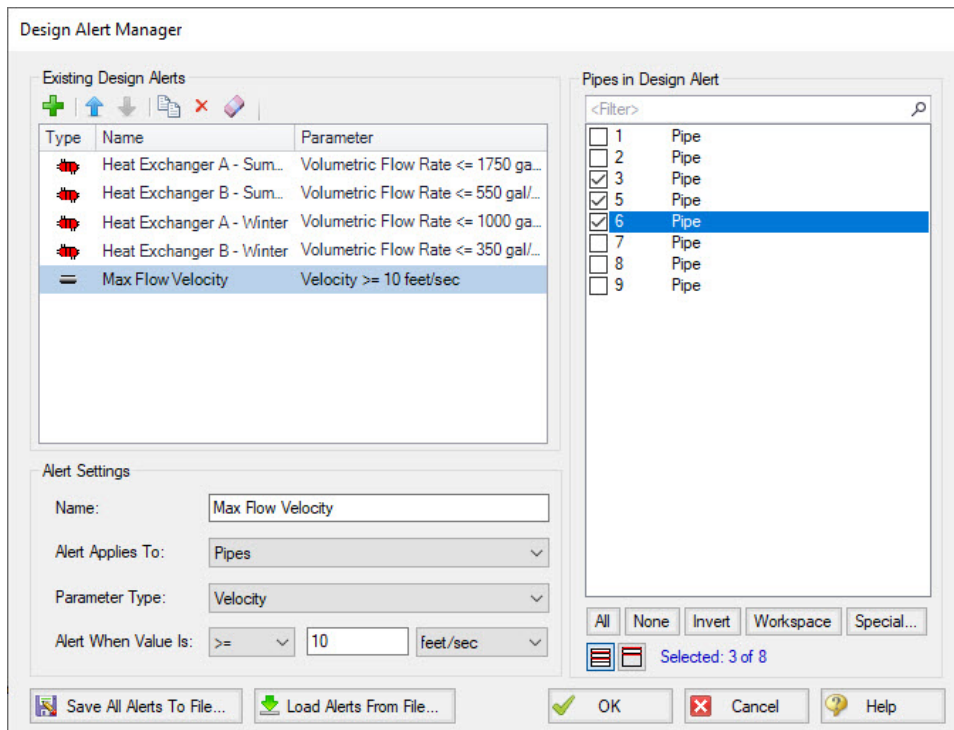 Design Alert Manager
Existing Design Alerts
Type Name Parameter
Heat Exchanger A - Sum... Volumetric Flow Rate <= 1750 ga...
Heat Exchanger B - Sum... Volumetric Flow Rate <= 550 gal/...
Heat Exchanger A - Winter Volumetric Flow Rate <= 1000 ga...
Heat Exchanger B - Winter Volumetric Flow Rate <= 350 gal/...
Max Flow Velocity Velocity >= 10 feet/sec
Alert Settings
Name: Max Flow Velocity
Alert Applies To: Pipes
Parameter Type: Velocity
Alert When Value Is: >= 10 feet/sec
Pipes in Design Alert
<Filter>
1 Pipe
2 Pipe
3 Pipe
5 Pipe
6 Pipe
7 Pipe
8 Pipe
9 Pipe
All None Invert Workspace Special...
Selected: 3 of 8
Save All Alerts To File... Load Alerts From File... OK Cancel Help